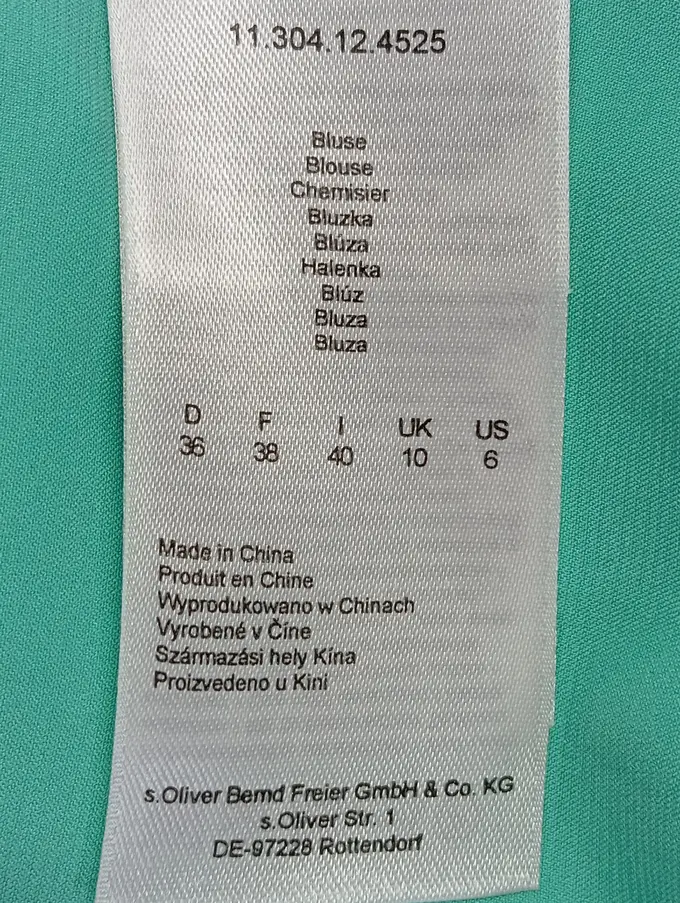 11.304.12.4525
Bluse
Blouse
Chemisier
Bluzka
Blúza
Halenka
Blúz
Bluza
Bluza
D F I UK US
36 38 40 10 6
Made in China
Produit en Chine
Wyprodukowano w Chinach
Vyrobené v Číne
Származási hely Kína
Proizvedeno u Kini
s.Oliver Bernd Freier GmbH & Co. KG
s.Oliver Str. 1
DE-97228 Rottendorf